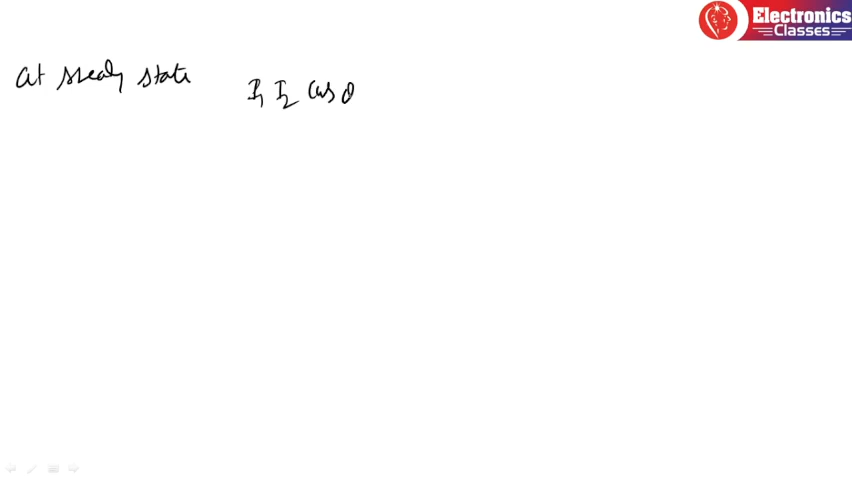 Electronics
Classes
at steady state I₁ I₂ Cos θ